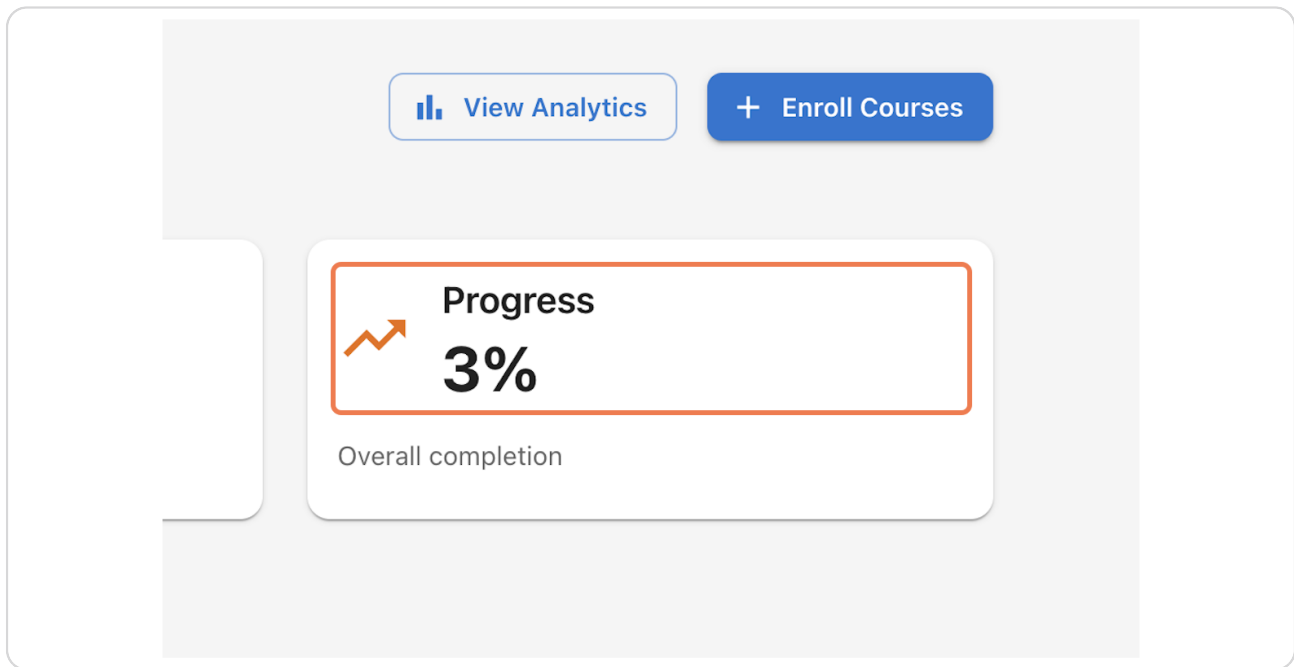 View Analytics
Enroll Courses
Progress
3%
Overall completion